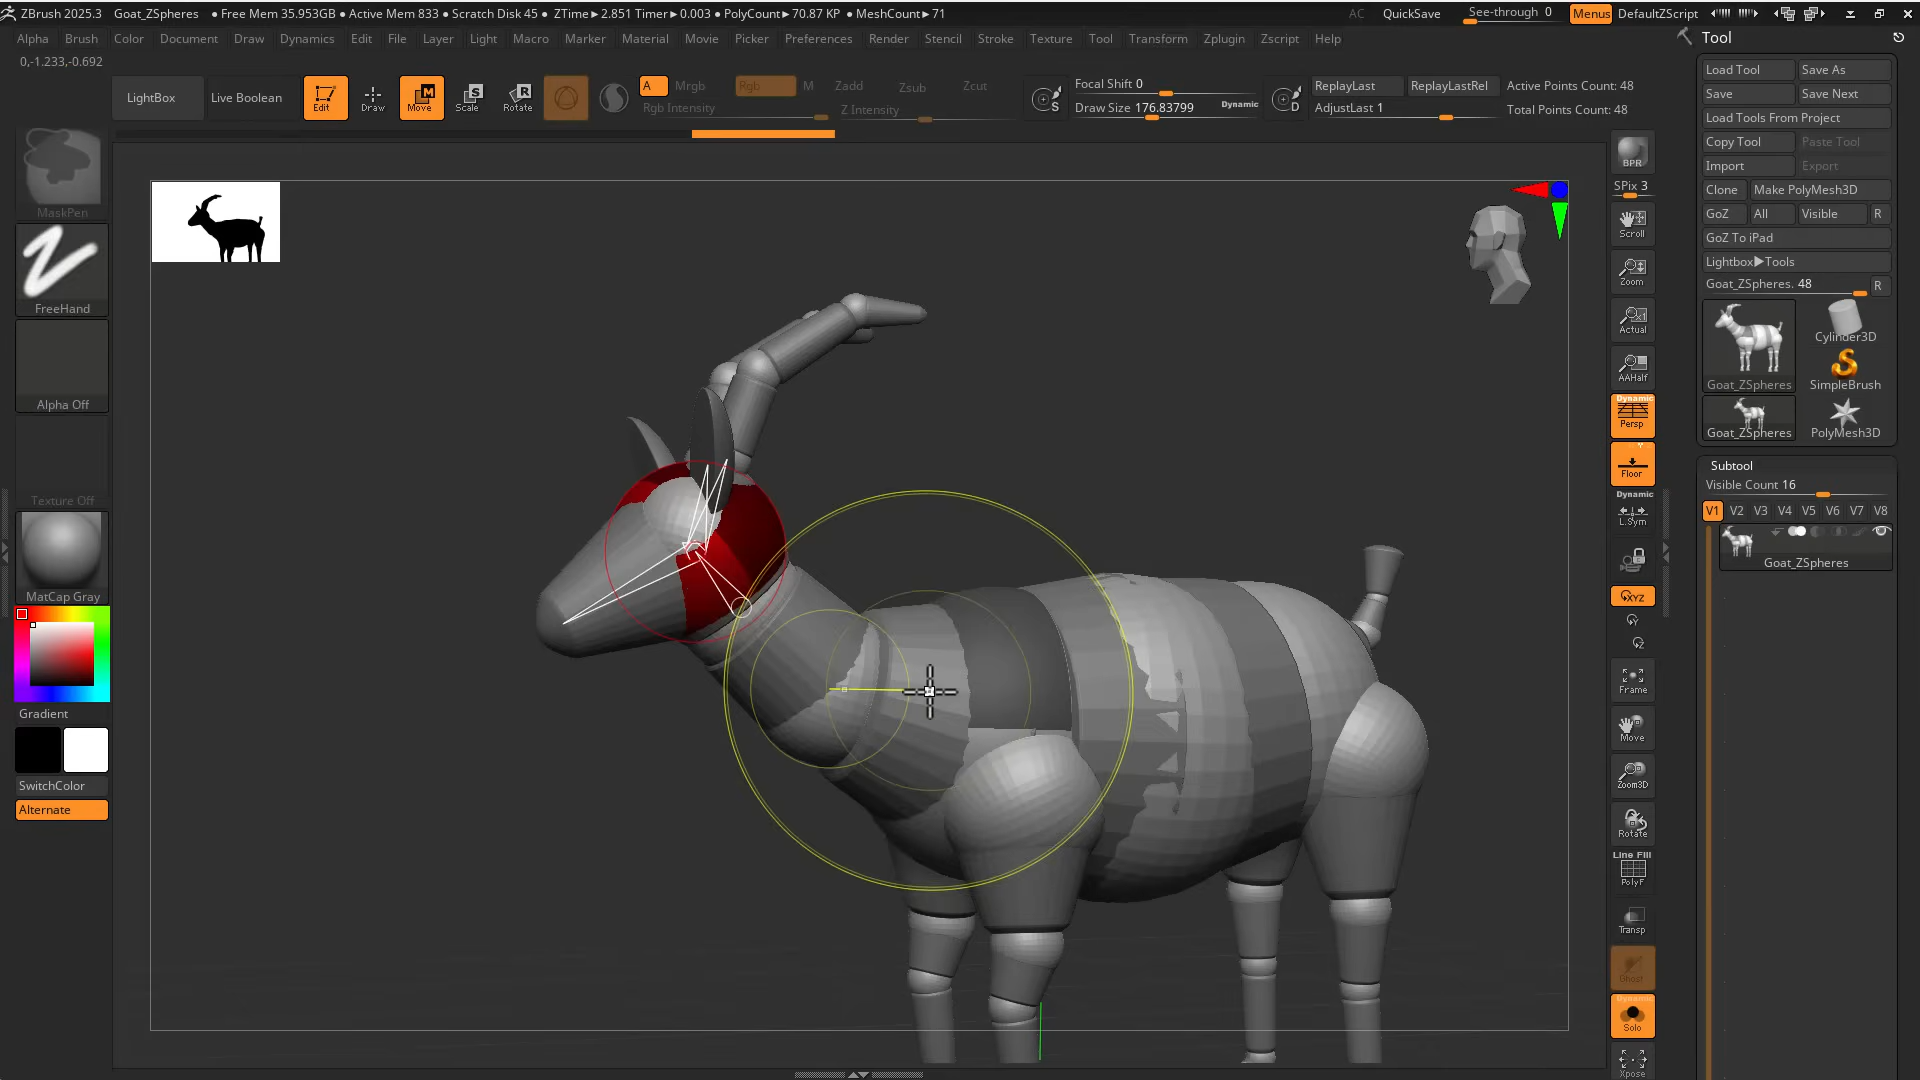 ZBrush 2025.3 Goat_ZSpheres ● Free Mem 35.953GB ● Active Mem 833 ● Scratch Disk 45 ● ZTime▸2.851 Timer▸0.003 ● PolyCount▸70.87 KP ● MeshCount▸71 AC QuickSave See-through 0 Menus DefaultZScript
Alpha Brush Color Document Draw Dynamics Edit File Layer Light Macro Marker Material Movie Picker Preferences Render Stencil Stroke Texture Tool Transform Zplugin Zscript Help
0,-1.233,-0.692
LightBox
Live Boolean
Edit
Draw
M
Move
S
Scale
R
Rotate
A Mrgb Rgb M Zadd Zsub Zcut
Rgb Intensity Z Intensity
S
Focal Shift 0
Draw Size 176.83799 Dynamic
D
ReplayLast ReplayLastRel
AdjustLast 1
Active Points Count: 48
Total Points Count: 48
MaskPen
FreeHand
Alpha Off
Texture Off
MatCap Gray
Gradient
SwitchColor
Alternate
BPR
SPix 3
Scroll
Zoom
Actual
AAHalf
Dynamic
Persp
Floor
Dynamic
L.Sym
XYZ
Y
Z
Frame
Move
Zoom3D
Rotate
Line Fill
PolyF
Transp
Ghost
Dynamic
Solo
Xpose
Tool
Load Tool Save As
Save Save Next
Load Tools From Project
Copy Tool Paste Tool
Import Export
Clone Make PolyMesh3D
GoZ All Visible R
GoZ To iPad
Lightbox▸Tools
Goat_ZSpheres. 48 R
Goat_ZSpheres
Cylinder3D
SimpleBrush
Goat_ZSpheres
PolyMesh3D
Subtool
Visible Count 16
V1 V2 V3 V4 V5 V6 V7 V8
Goat_ZSpheres